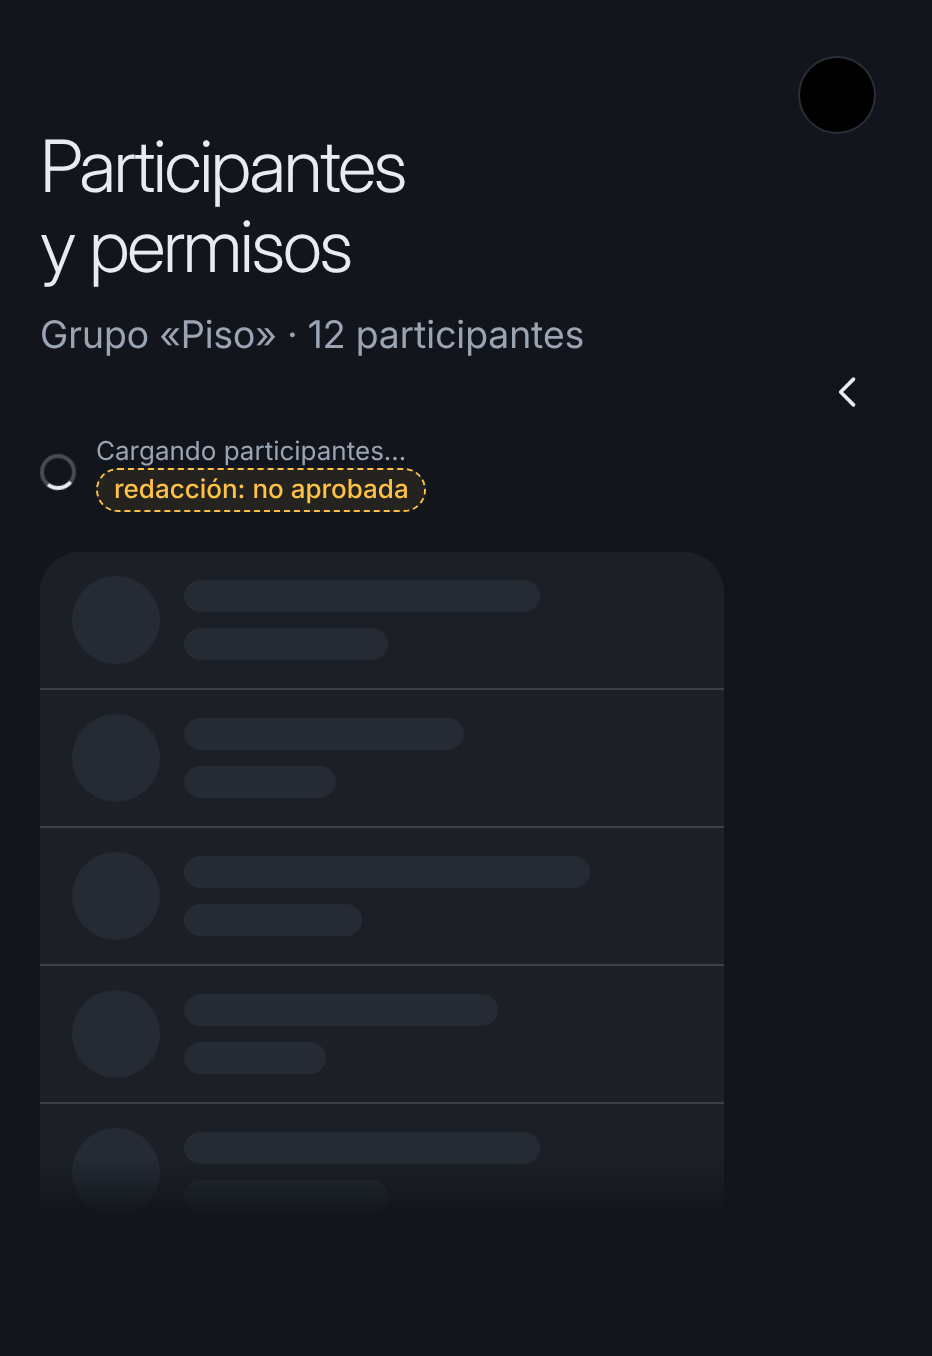 Participantes
y permisos
Grupo «Piso» · 12 participantes
Cargando participantes…
redacción: no aprobada